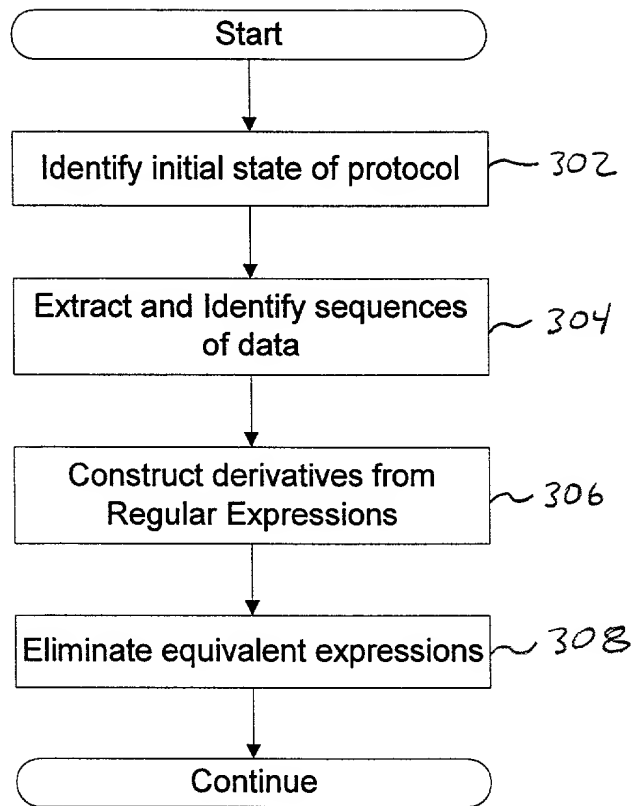 Start
Identify initial state of protocol
302
Extract and Identify sequences
of data
304
Construct derivatives from
Regular Expressions
306
Eliminate equivalent expressions
308
Continue